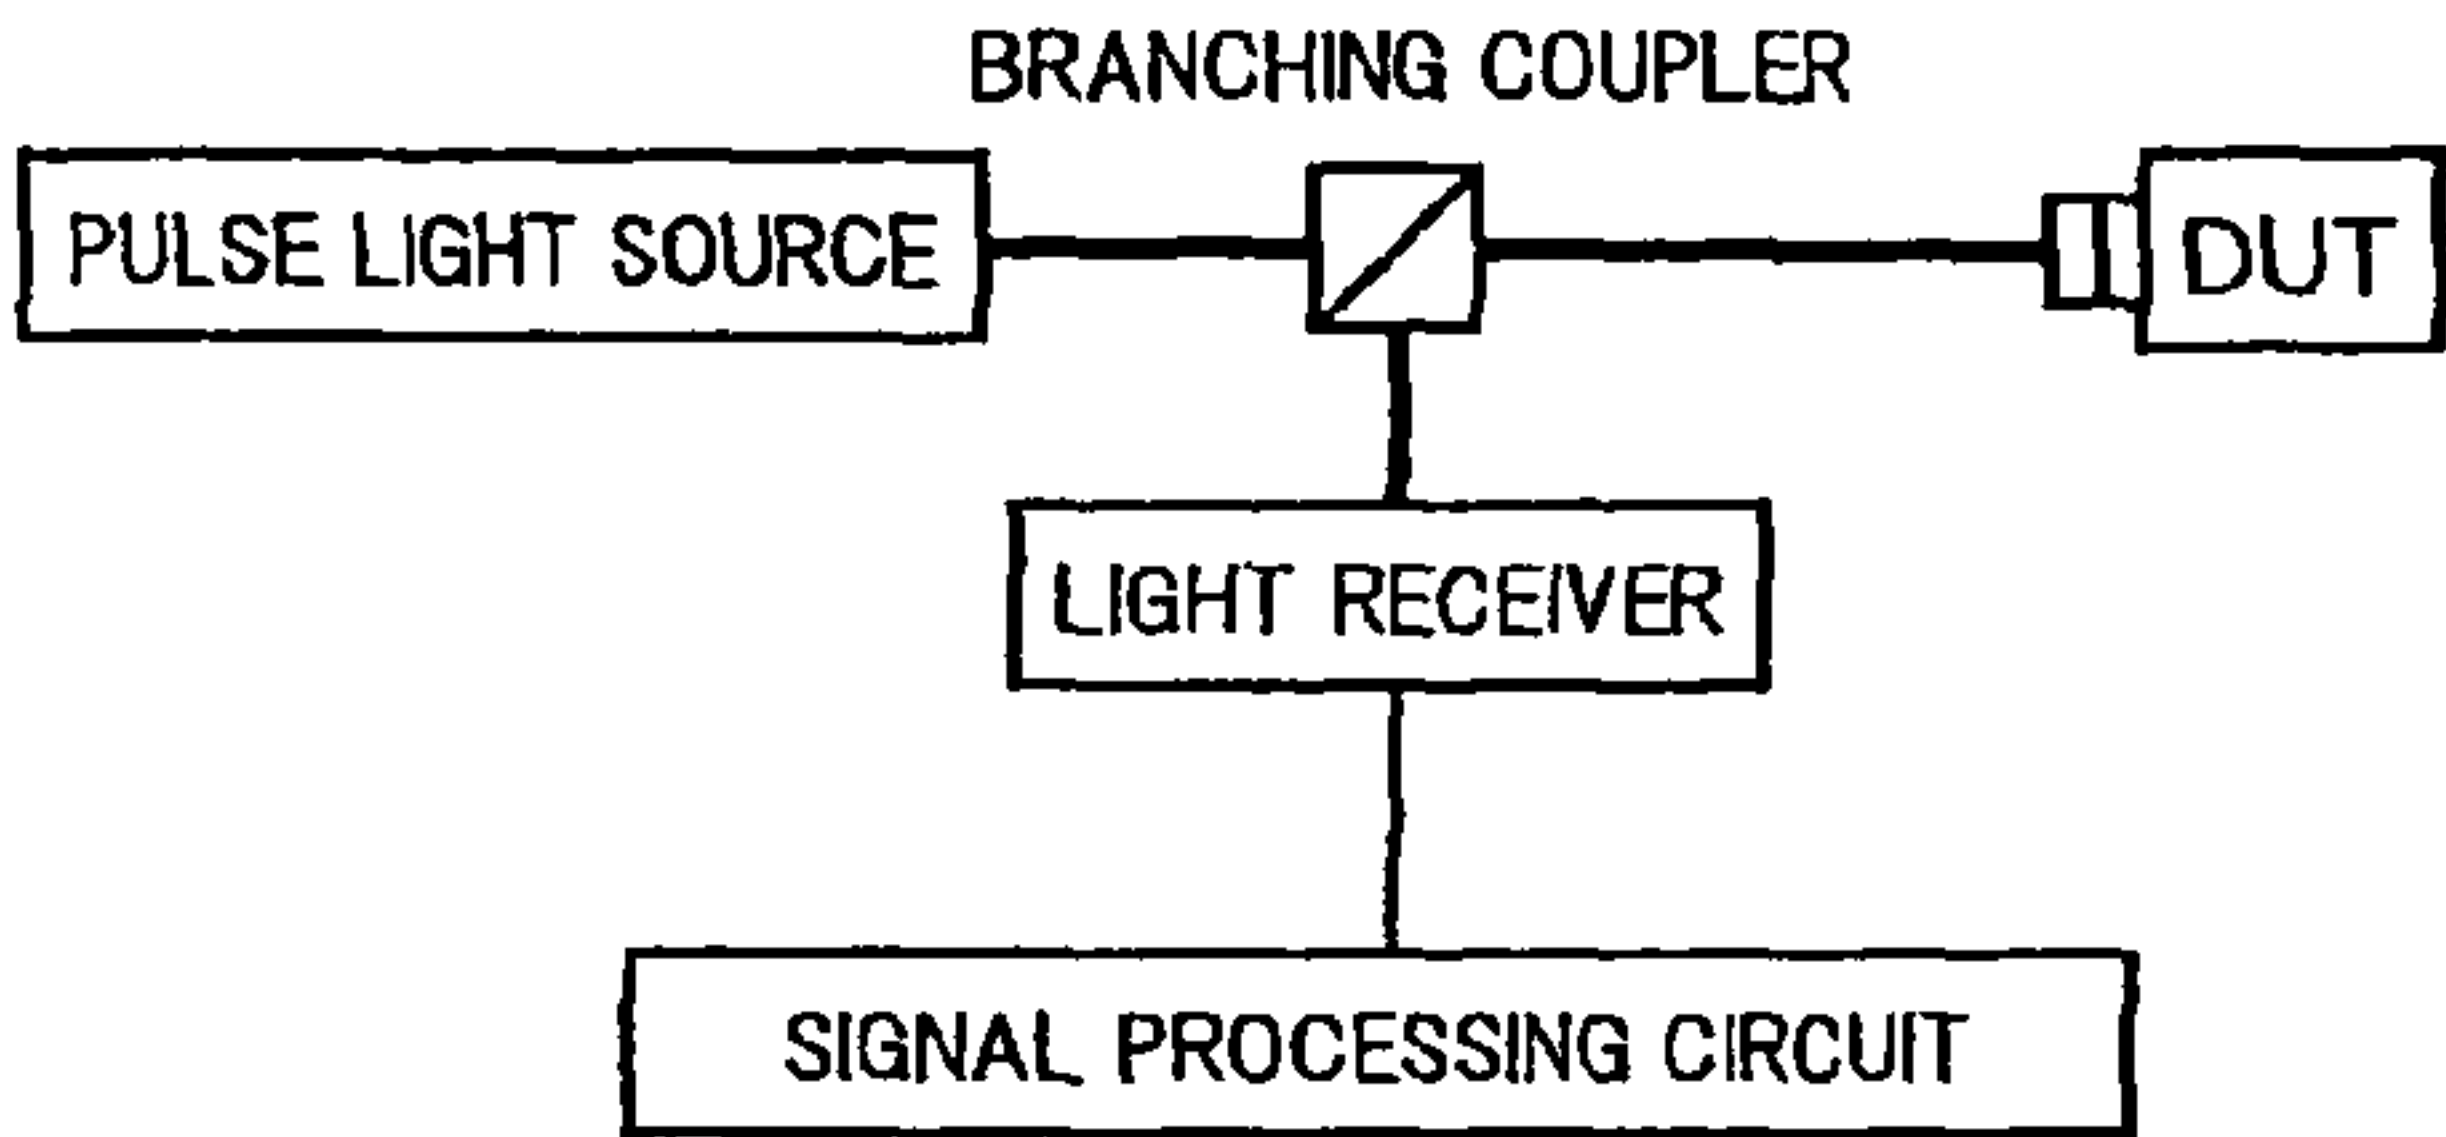 BRANCHING COUPLER
PULSE LIGHT SOURCE
DUT
LIGHT RECEIVER
SIGNAL PROCESSING CIRCUIT